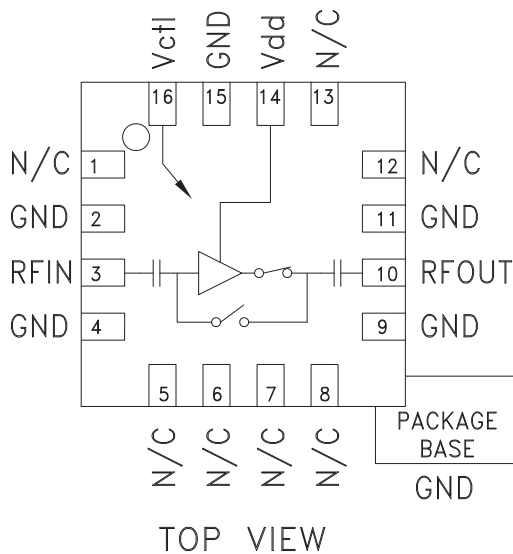 Vctl GND Vdd N/C
16 15 14 13
N/C 1 12 N/C
GND 2 11 GND
RFIN 3 10 RFOUT
GND 4 9 GND
5 6 7 8
N/C N/C N/C N/C
PACKAGE
BASE
GND
TOP VIEW